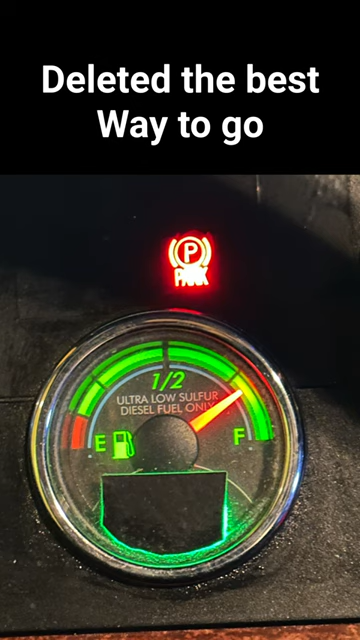 Deleted the best
Way to go
P
PARK
1/2
ULTRA LOW SULFUR
DIESEL FUEL ONLY
E
F